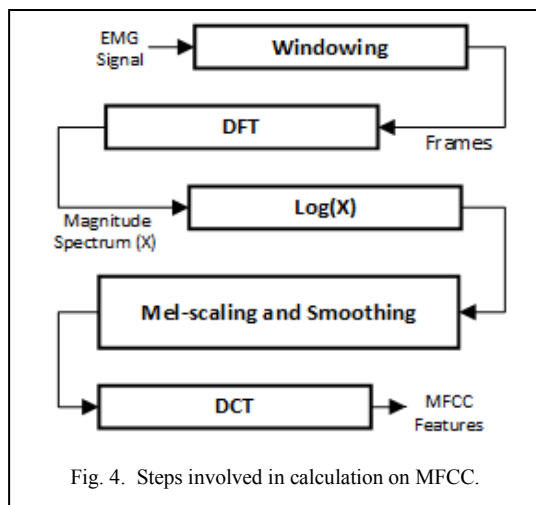 EMG
Signal
Windowing
DFT
Frames
Log(X)
Magnitude
Spectrum (X)
Mel-scaling and Smoothing
DCT
MFCC
Features
Fig. 4. Steps involved in calculation on MFCC.